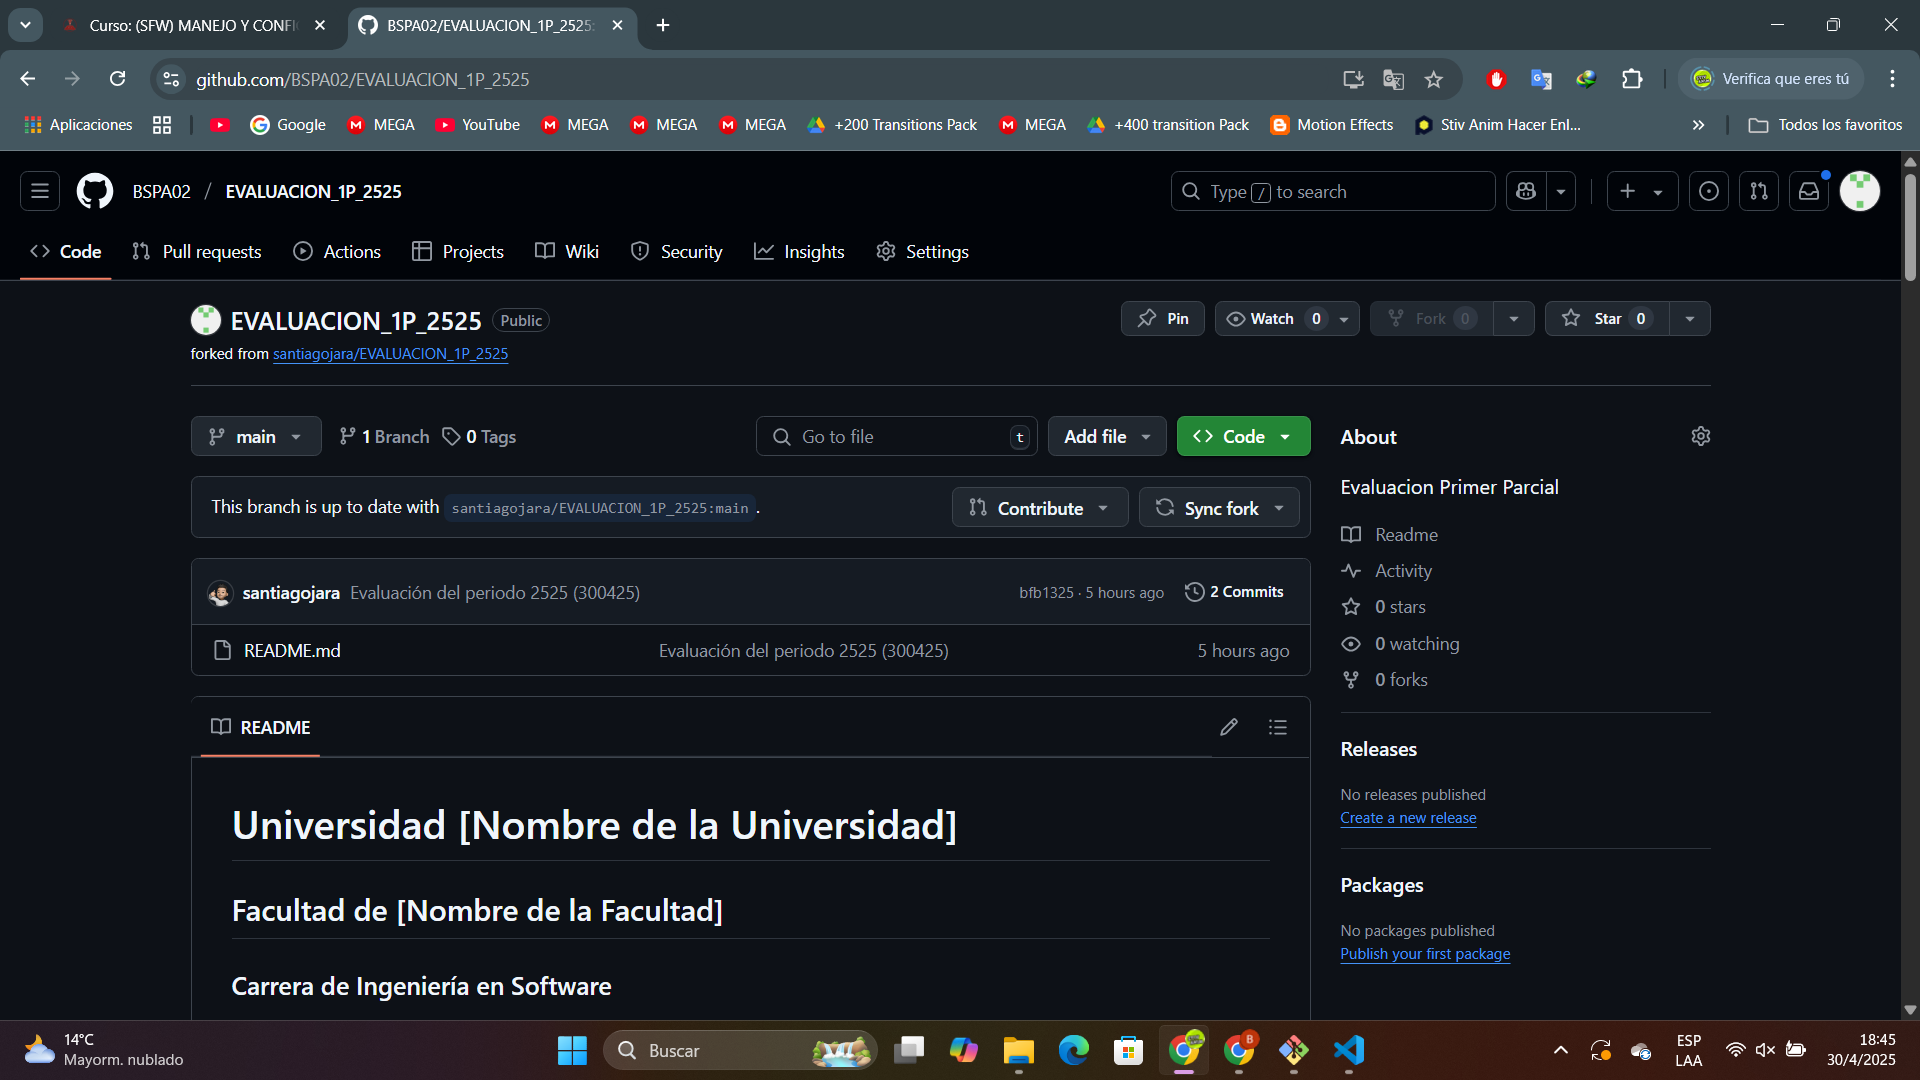 Curso: (SFW) MANEJO Y CONFI
BSPA02/EVALUACION_1P_2525:
github.com/BSPA02/EVALUACION_1P_2525
Verifica que eres tú
Aplicaciones
Google
MEGA
YouTube
MEGA
MEGA
MEGA
+200 Transitions Pack
MEGA
+400 transition Pack
Motion Effects
Stiv Anim Hacer Enl...
Todos los favoritos
BSPA02 / EVALUACION_1P_2525
Type / to search
Code
Pull requests
Actions
Projects
Wiki
Security
Insights
Settings
EVALUACION_1P_2525 Public
Pin
Watch 0
Fork 0
Star 0
forked from santiagojara/EVALUACION_1P_2525
main
1 Branch
0 Tags
Go to file t
Add file
Code
This branch is up to date with santiagojara/EVALUACION_1P_2525:main .
Contribute
Sync fork
santiagojara Evaluación del periodo 2525 (300425)
bfb1325 · 5 hours ago
2 Commits
README.md
Evaluación del periodo 2525 (300425)
5 hours ago
README
Universidad [Nombre de la Universidad]
Facultad de [Nombre de la Facultad]
Carrera de Ingeniería en Software
About
Evaluacion Primer Parcial
Readme
Activity
0 stars
0 watching
0 forks
Releases
No releases published
Create a new release
Packages
No packages published
Publish your first package
14°C
Mayorm. nublado
Buscar
B
ESP
LAA
18:45
30/4/2025